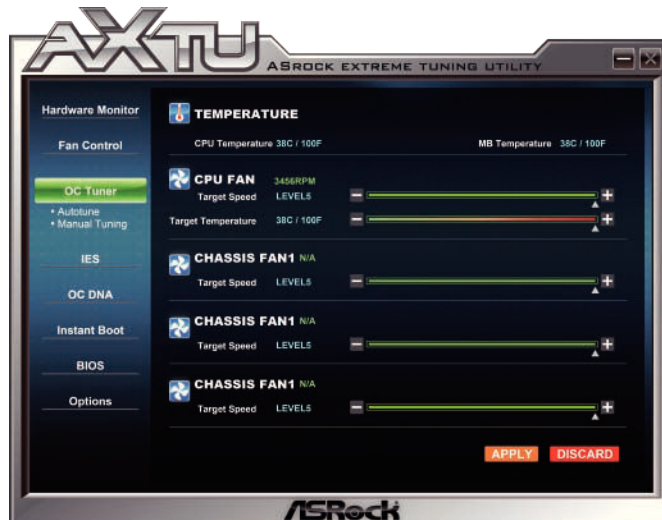 AXTU
ASRock EXTREME TUNING UTILITY
Hardware Monitor
Fan Control
OC Tuner
• Autotune
• Manual Tuning
IES
OC DNA
Instant Boot
BIOS
Options
TEMPERATURE
CPU Temperature 38C / 100F MB Temperature 38C / 100F
CPU FAN 3456RPM
Target Speed LEVEL5
Target Temperature 38C / 100F
CHASSIS FAN1 N/A
Target Speed LEVEL5
CHASSIS FAN1 N/A
Target Speed LEVEL5
CHASSIS FAN1 N/A
Target Speed LEVEL5
APPLY DISCARD
ASRock